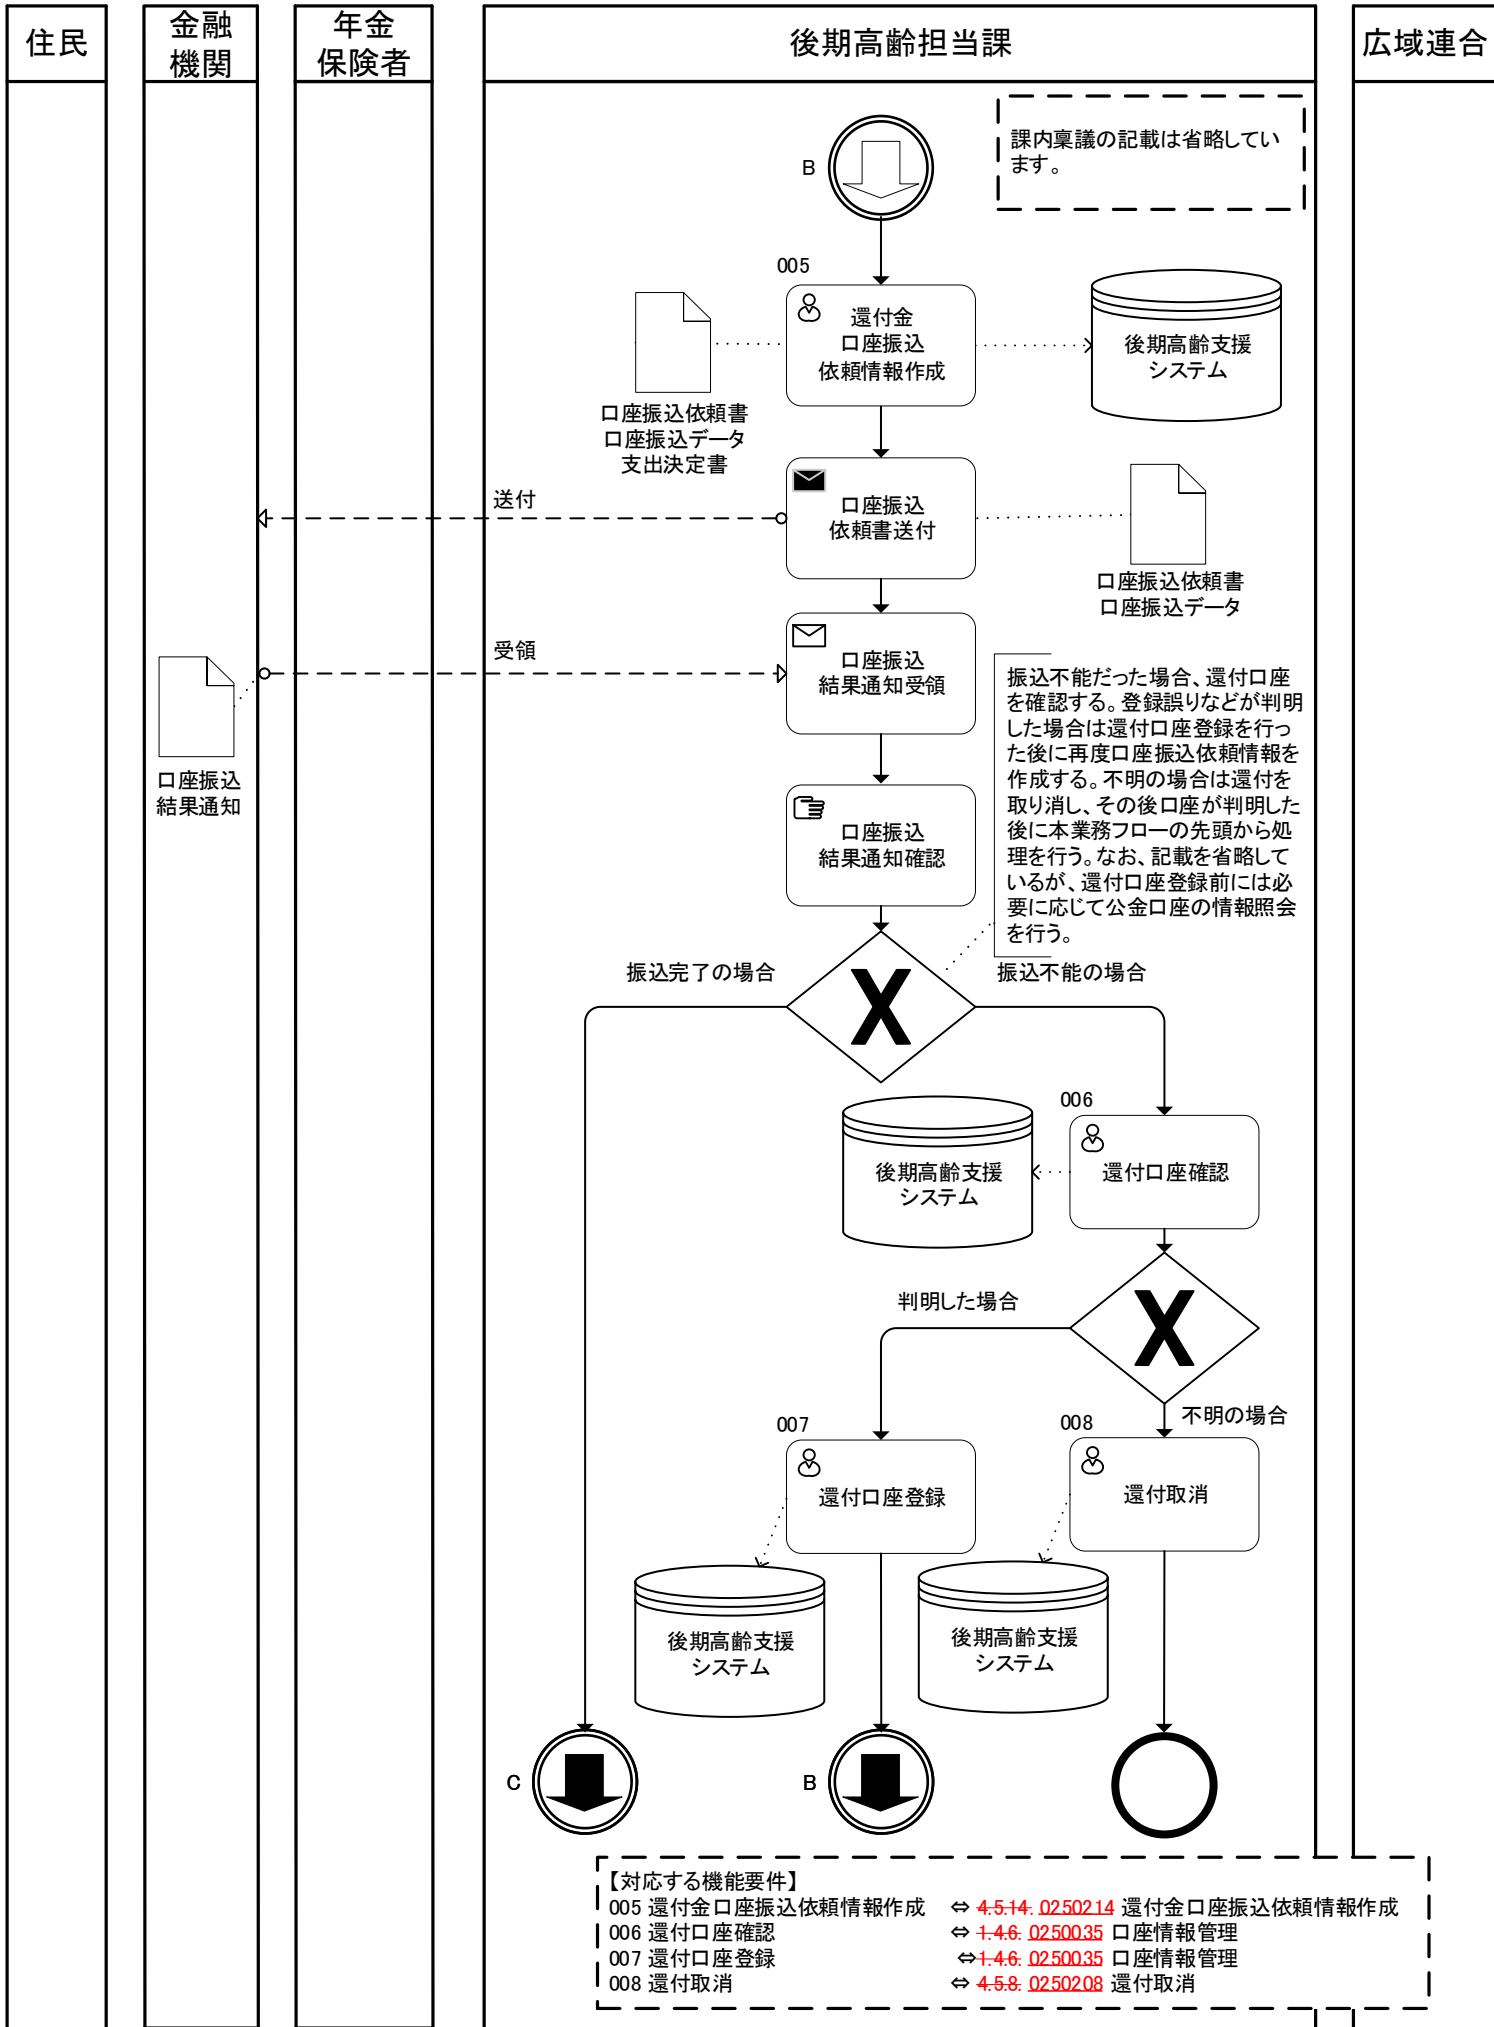 住民
金融
機関
年金
保険者
後期高齢担当課
広域連合
課内稟議の記載は省略してい
ます。
B
005
還付金
口座振込
依頼情報作成
後期高齢支援
システム
口座振込依頼書
口座振込データ
支出決定書
送付
口座振込
依頼書送付
口座振込依頼書
口座振込データ
受領
口座振込
結果通知受領
口座振込
結果通知
振込不能だった場合、還付口座
を確認する。登録誤りなどが判明
した場合は還付口座登録を行っ
た後に再度口座振込依頼情報を
作成する。不明の場合は還付を
取り消し、その後口座が判明した
後に本業務フローの先頭から処
理を行う。なお、記載を省略して
いるが、還付口座登録前には必
要に応じて公金口座の情報照会
を行う。
口座振込
結果通知確認
振込完了の場合
振込不能の場合
006
還付口座確認
後期高齢支援
システム
判明した場合
不明の場合
007
還付口座登録
008
還付取消
後期高齢支援
システム
後期高齢支援
システム
C
B
【対応する機能要件】
005 還付金口座振込依頼情報作成 ⇔ 4.5.14. 0250214 還付金口座振込依頼情報作成
006 還付口座確認 ⇔ 1.4.6. 0250035 口座情報管理
007 還付口座登録 ⇔ 1.4.6. 0250035 口座情報管理
008 還付取消 ⇔ 4.5.8. 0250208 還付取消